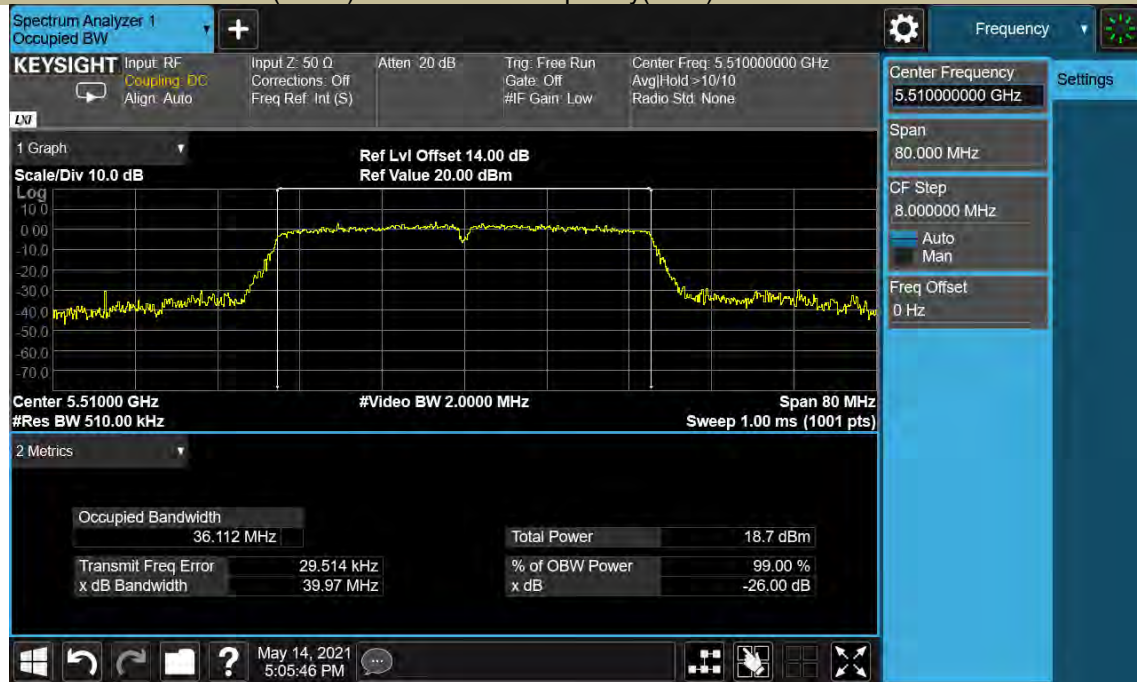 Spectrum Analyzer 1
Occupied BW
+
Frequency
KEYSIGHT
Input: RF
Coupling: DC
Align: Auto
Input Z: 50 Ω
Corrections: Off
Freq Ref: Int (S)
Atten: 20 dB
Trig: Free Run
Gate: Off
#IF Gain: Low
Center Freq: 5.510000000 GHz
Avg|Hold >10/10
Radio Std: None
LXI
Center Frequency
5.510000000 GHz
Settings
Span
80.000 MHz
CF Step
8.000000 MHz
Auto
Man
Freq Offset
0 Hz
1 Graph
Scale/Div 10.0 dB
Ref Lvl Offset 14.00 dB
Ref Value 20.00 dBm
Log
10.0
0.00
-10.0
-20.0
-30.0
-40.0
-50.0
-60.0
-70.0
Center 5.51000 GHz
#Video BW 2.0000 MHz
Span 80 MHz
#Res BW 510.00 kHz
Sweep 1.00 ms (1001 pts)
2 Metrics
Occupied Bandwidth
36.112 MHz
Total Power 18.7 dBm
Transmit Freq Error 29.514 kHz
% of OBW Power 99.00 %
x dB Bandwidth 39.97 MHz
x dB -26.00 dB
?
May 14, 2021
5:05:46 PM